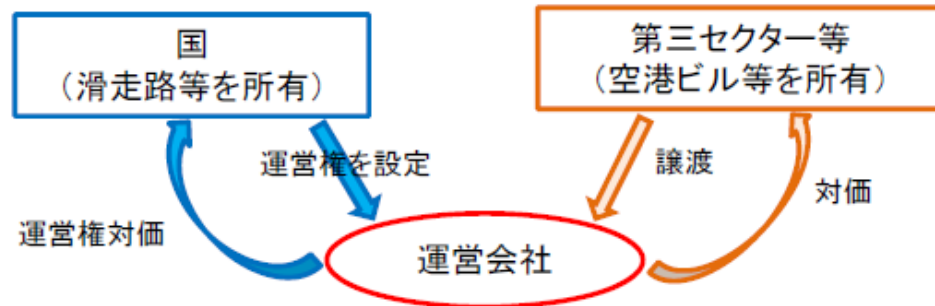 国
（滑走路等を所有）
第三セクター等
（空港ビル等を所有）
運営権を設定
譲渡
運営権対価
対価
運営会社